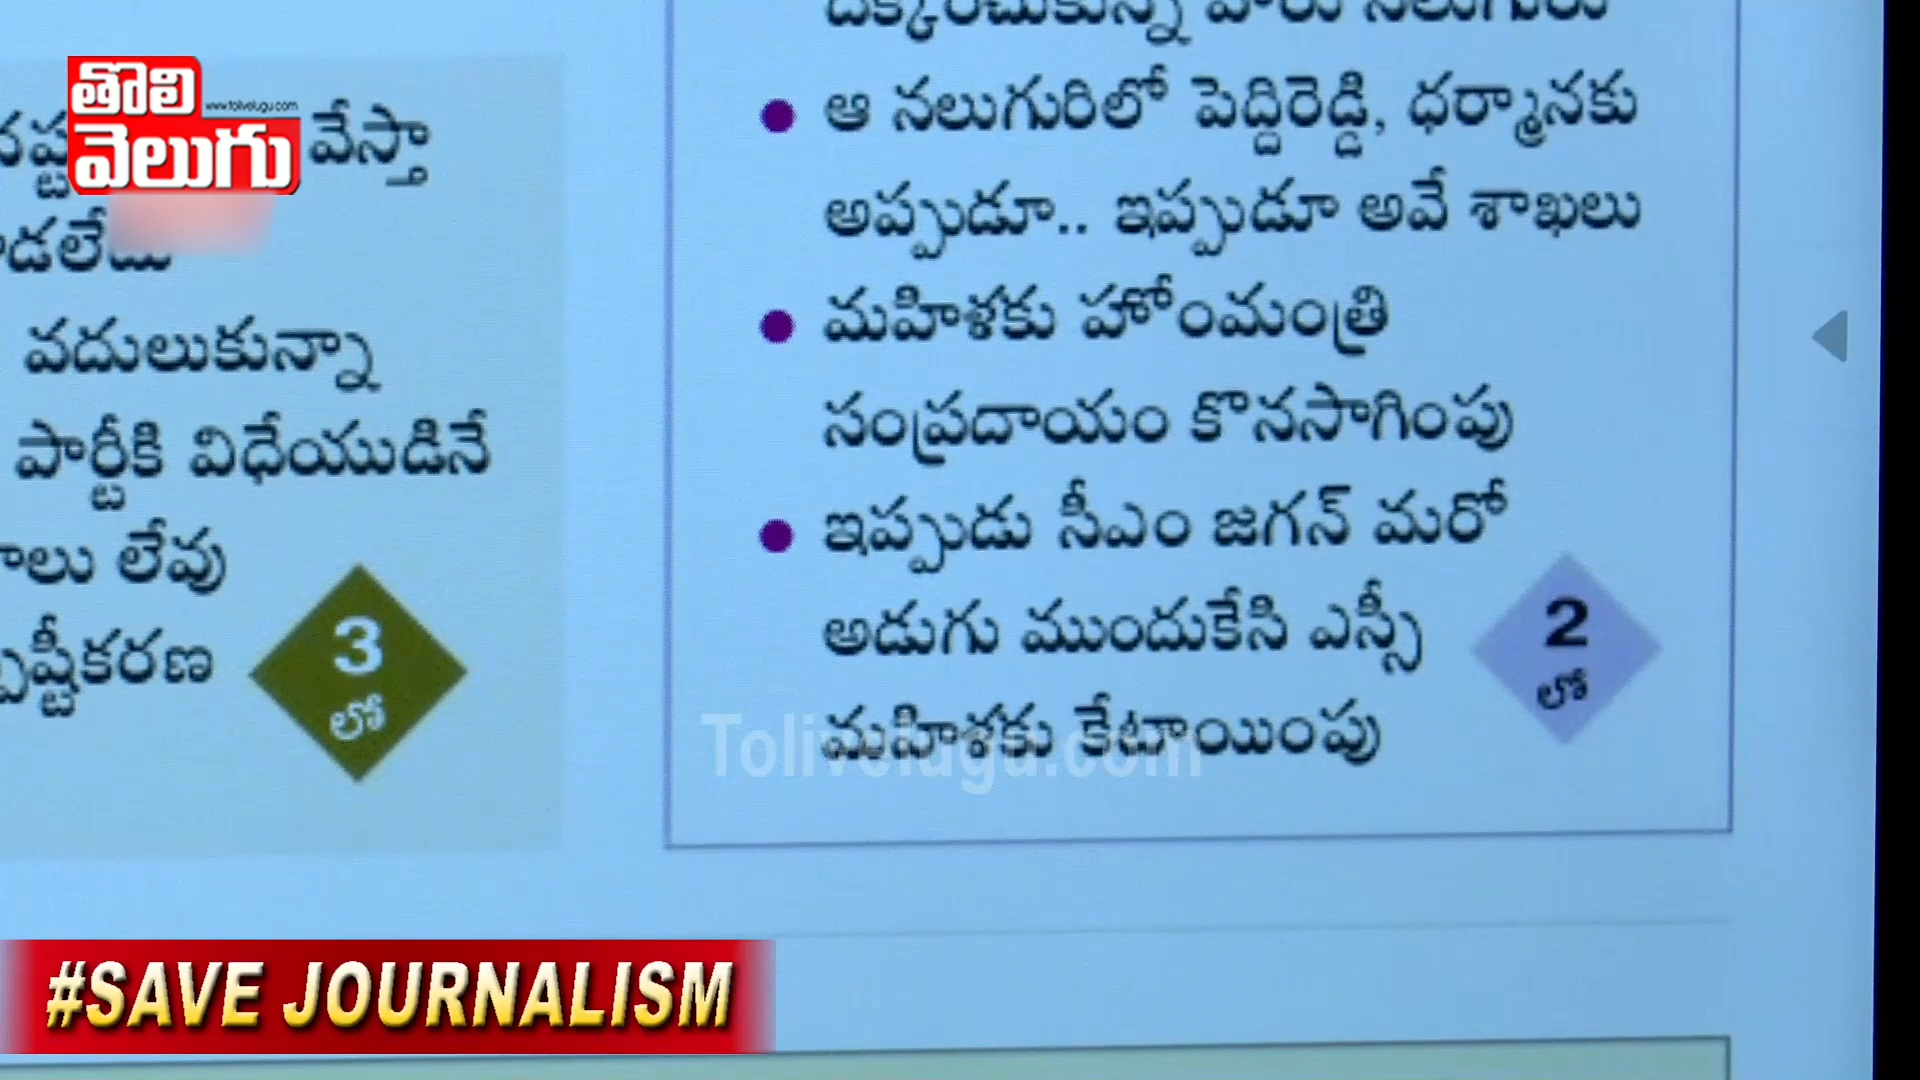 తొలి
www.tolivelugu.com
వెలుగు
వేస్తా
వదులుకున్నా
పార్టీకి విధేయుడినే
లేవు
3
లో
ఆ నలుగురిలో పెద్దిరెడ్డి, ధర్మానకు
అప్పుడూ.. ఇప్పుడూ అవే శాఖలు
మహిళకు హోంమంత్రి
సంప్రదాయం కొనసాగింపు
ఇప్పుడు సీఎం జగన్ మరో
అడుగు ముందుకేసి ఎస్సీ
మహిళకు కేటాయింపు
2
లో
Tolivelugu.com
#SAVE JOURNALISM